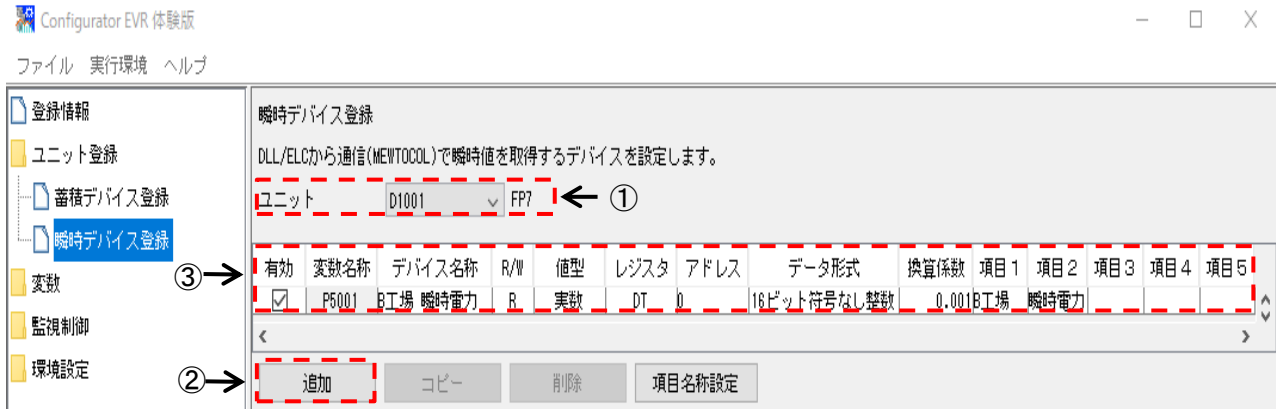 Configurator EVR 体験版
ファイル 実行環境 ヘルプ
登録情報
ユニット登録
蓄積デバイス登録
瞬時デバイス登録
変数
監視制御
環境設定
瞬時デバイス登録
DLL/ELCから通信(MEWTOCOL)で瞬時値を取得するデバイスを設定します。
ユニット D1001 FP7 ①
③ 有効 変数名称 デバイス名称 R/W 値型 レジスタ アドレス データ形式 換算係数 項目1 項目2 項目3 項目4 項目5
P5001 B工場 瞬時電力 R 実数 DT 0 16ビット符号なし整数 0.001 B工場 瞬時電力
② 追加 コピー 削除 項目名称設定